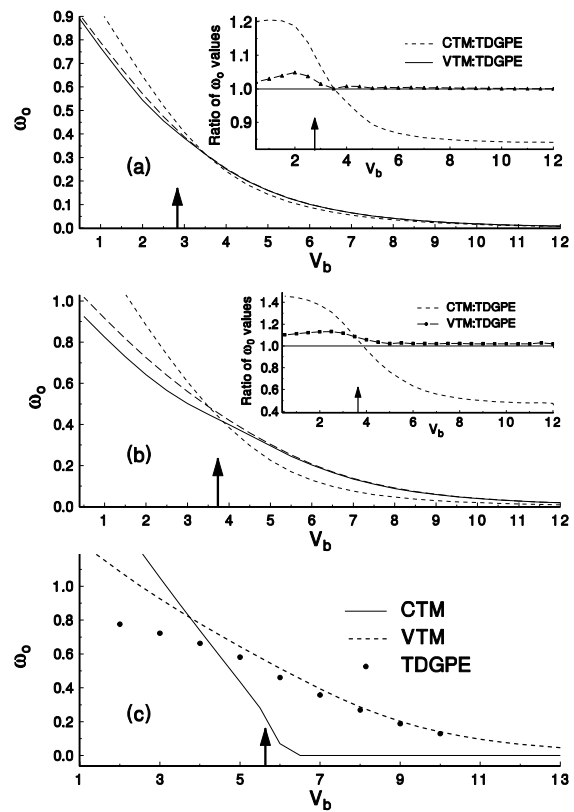 0.9
0.8
0.7
0.6
0.5
0.4
0.3
0.2
0.1
0.0
ω₀
(a)
1 2 3 4 5 6 7 8 9 10 11 12
V_b
1.2
1.1
1.0
0.9
Ratio of ω₀ values
2 4 6 8 10 12
V_b
CTM:TDGPE
VTM:TDGPE
1.0
0.8
0.6
0.4
0.2
0.0
ω₀
(b)
1 2 3 4 5 6 7 8 9 10 11 12
V_b
1.4
1.2
1.0
0.8
0.6
0.4
Ratio of ω₀ values
2 4 6 8 10 12
V_b
CTM:TDGPE
VTM:TDGPE
1.0
0.8
0.6
0.4
0.2
0.0
ω₀
(c)
1 3 5 7 9 11 13
V_b
CTM
VTM
TDGPE